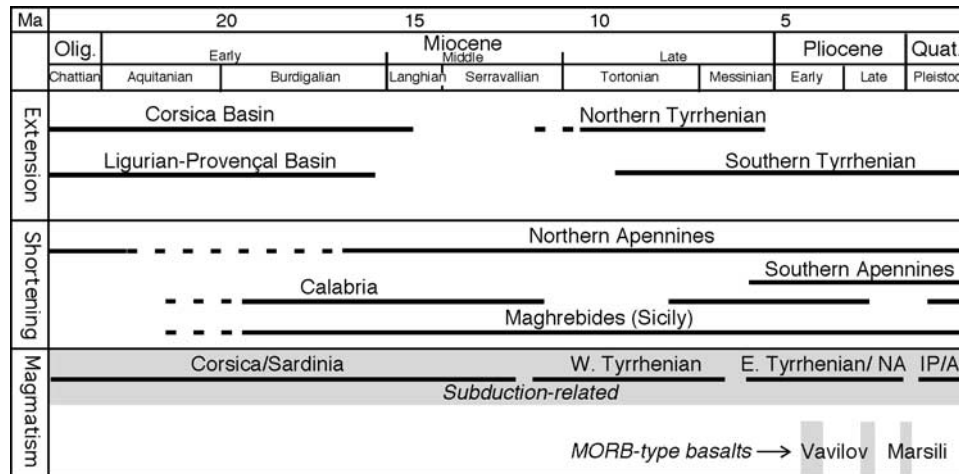 Ma 20 15 10 5
Olig. Miocene Pliocene Quat.
Early Middle Late
Chattian Aquitanian Burdigalian Langhian Serravallian Tortonian Messinian Early Late Pleistoc
Extension
Corsica Basin Northern Tyrrhenian
Ligurian-Provençal Basin Southern Tyrrhenian
Shortening
Northern Apennines
Southern Apennines
Calabria
Maghrebides (Sicily)
Magmatism
Corsica/Sardinia W. Tyrrhenian E. Tyrrhenian/ NA IP/A
Subduction-related
MORB-type basalts → Vavilov Marsili